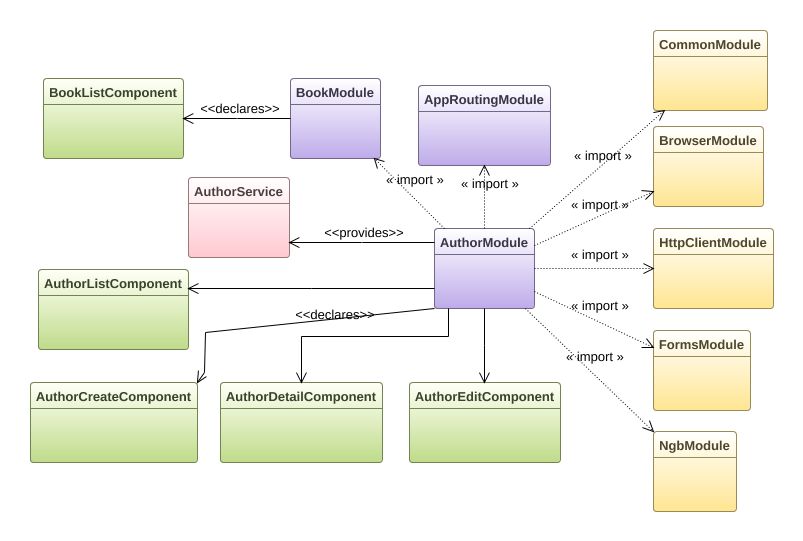 CommonModule
BookListComponent
<<declares>>
BookModule
AppRoutingModule
BrowserModule
« import »
« import »
« import »
« import »
AuthorService
<<provides>>
AuthorModule
HttpClientModule
« import »
AuthorListComponent
<<declares>>
« import »
FormsModule
« import »
AuthorCreateComponent
AuthorDetailComponent
AuthorEditComponent
NgbModule